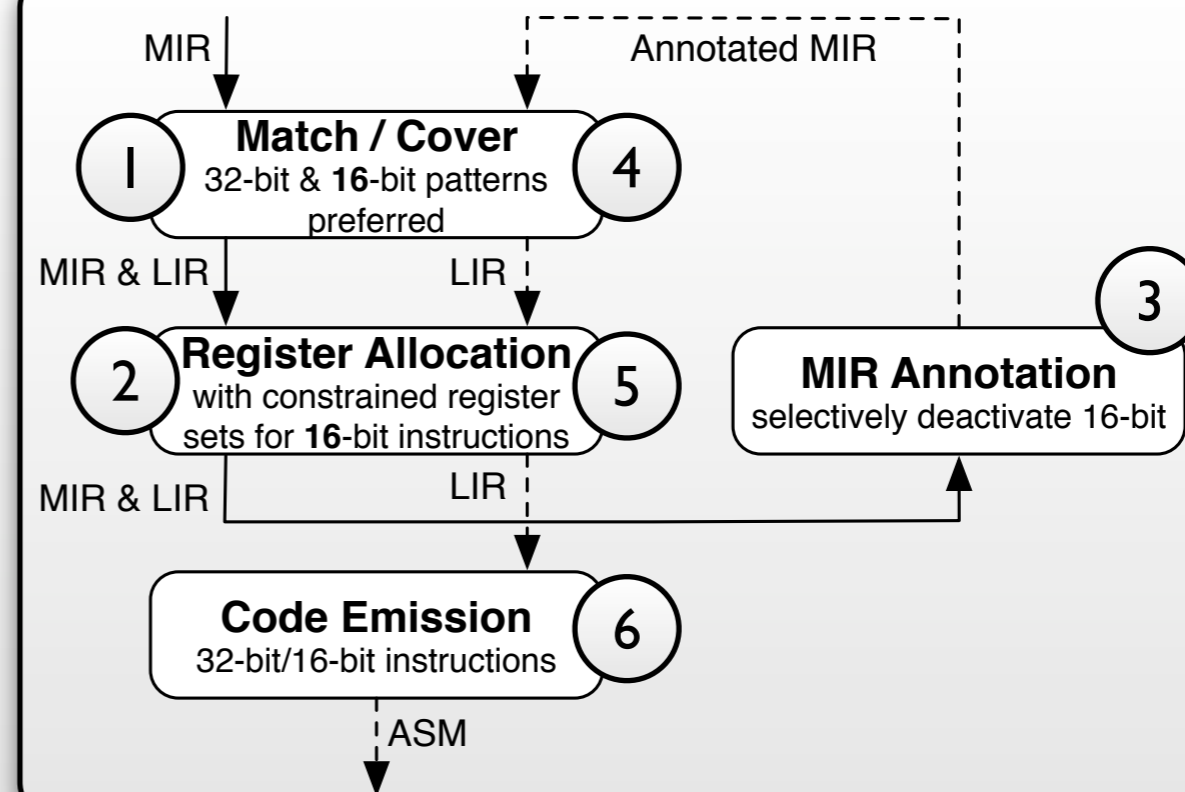 MIR
Annotated MIR
1
Match / Cover
32-bit & 16-bit patterns
preferred
4
MIR & LIR
LIR
3
2
Register Allocation
with constrained register
sets for 16-bit instructions
5
MIR Annotation
selectively deactivate 16-bit
MIR & LIR
LIR
Code Emission
32-bit/16-bit instructions
6
ASM